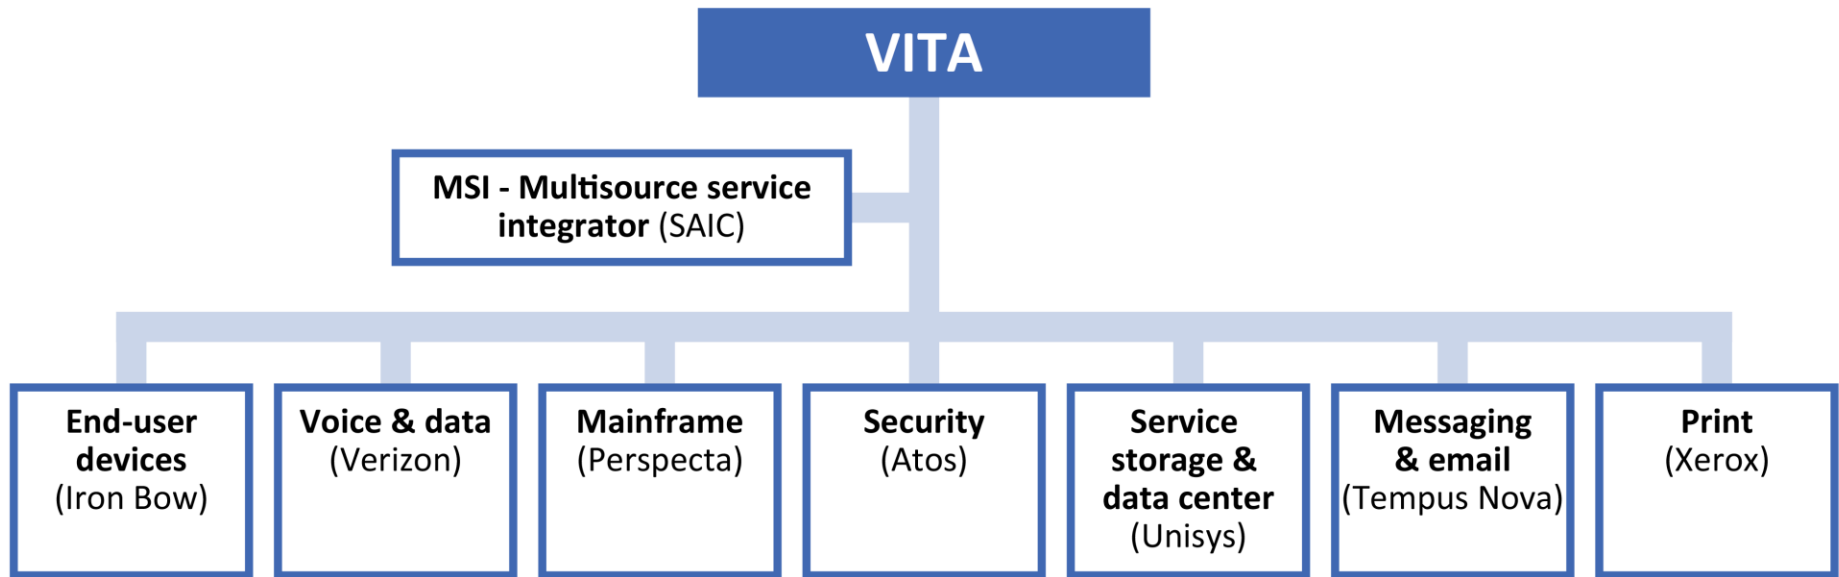 VITA
MSI - Multisource service
integrator (SAIC)
End-user
devices
(Iron Bow)
Voice & data
(Verizon)
Mainframe
(Perspecta)
Security
(Atos)
Service
storage &
data center
(Unisys)
Messaging
& email
(Tempus Nova)
Print
(Xerox)